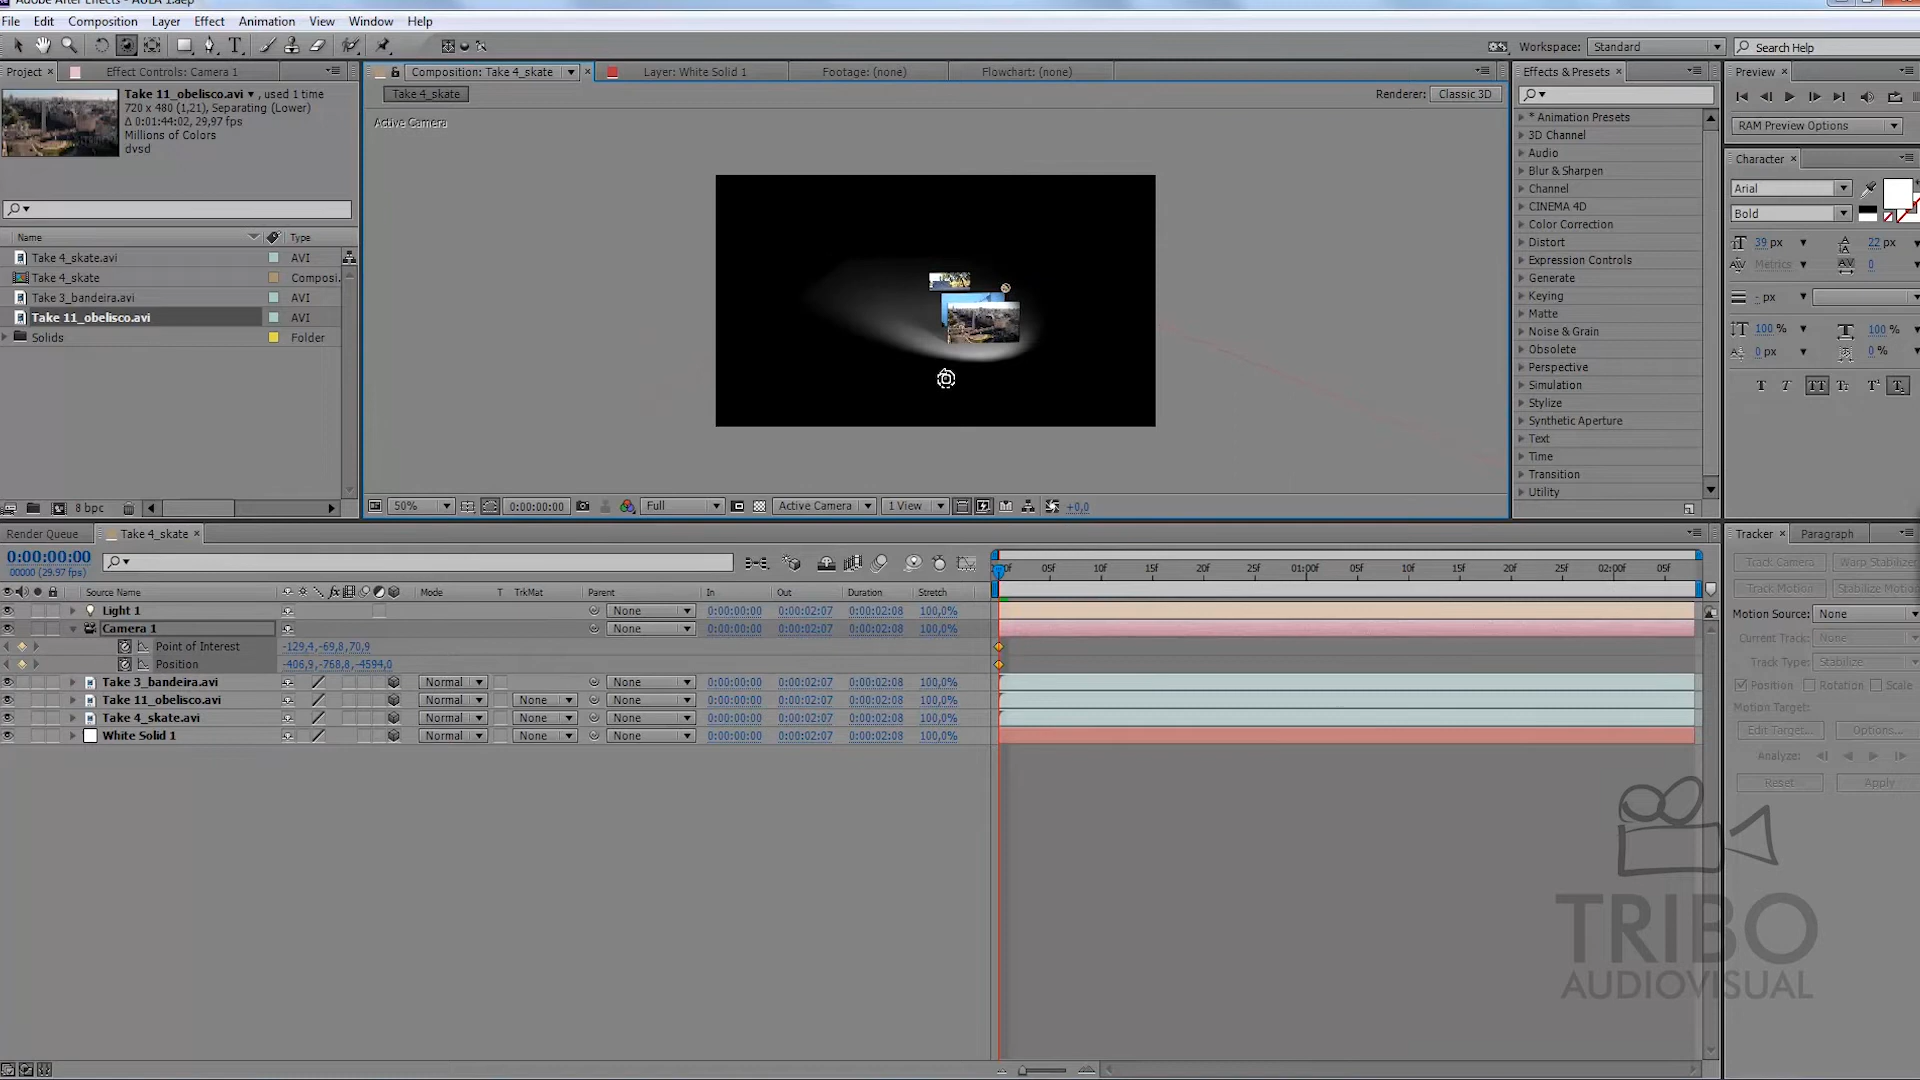 Adobe After Effects - AULA 1.aep
File Edit Composition Layer Effect Animation View Window Help
Workspace: Standard Search Help
Project Effect Controls: Camera 1
Composition: Take 4_skate Layer: White Solid 1 Footage: (none) Flowchart: (none)
Effects & Presets
Preview
Take 4_skate
Renderer: Classic 3D
Active Camera
Take 11_obelisco.avi , used 1 time
720 x 480 (1,21), Separating (Lower)
Δ 0:01:44:02, 29,97 fps
Millions of Colors
dvsd
Name Type
Take 4_skate.avi AVI
Take 4_skate Composi
Take 3_bandeira.avi AVI
Take 11_obelisco.avi AVI
Solids Folder
8 bpc
50% 0:00:00:00 Full Active Camera 1 View +0,0
* Animation Presets
3D Channel
Audio
Blur & Sharpen
Channel
CINEMA 4D
Color Correction
Distort
Expression Controls
Generate
Keying
Matte
Noise & Grain
Obsolete
Perspective
Simulation
Stylize
Synthetic Aperture
Text
Time
Transition
Utility
RAM Preview Options
Character
Arial
Bold
39 px 22 px
Metrics 0
- px
100 % 100 %
0 px 0 %
T T TT Tт T¹ T₁
Render Queue Take 4_skate
0:00:00:00
00000 (29.97 fps)
05f 10f 15f 20f 25f 01:00f 05f 10f 15f 20f 25f 02:00f 05f
Source Name Mode T TrkMat Parent In Out Duration Stretch
Light 1 None 0:00:00:00 0:00:02:07 0:00:02:08 100,0%
Camera 1 None 0:00:00:00 0:00:02:07 0:00:02:08 100,0%
Point of Interest -129,4,-69,8,70,9
Position -406,9,-768,8,-4594,0
Take 3_bandeira.avi Normal None 0:00:00:00 0:00:02:07 0:00:02:08 100,0%
Take 11_obelisco.avi Normal None None 0:00:00:00 0:00:02:07 0:00:02:08 100,0%
Take 4_skate.avi Normal None None 0:00:00:00 0:00:02:07 0:00:02:08 100,0%
White Solid 1 Normal None None 0:00:00:00 0:00:02:07 0:00:02:08 100,0%
Tracker Paragraph
Track Camera Warp Stabilizer
Track Motion Stabilize Motio
Motion Source: None
Current Track: None
Track Type: Stabilize
Position Rotation Scale
Motion Target:
Edit Target... Options...
Analyze:
Reset Apply
TRIBO
AUDIOVISUAL